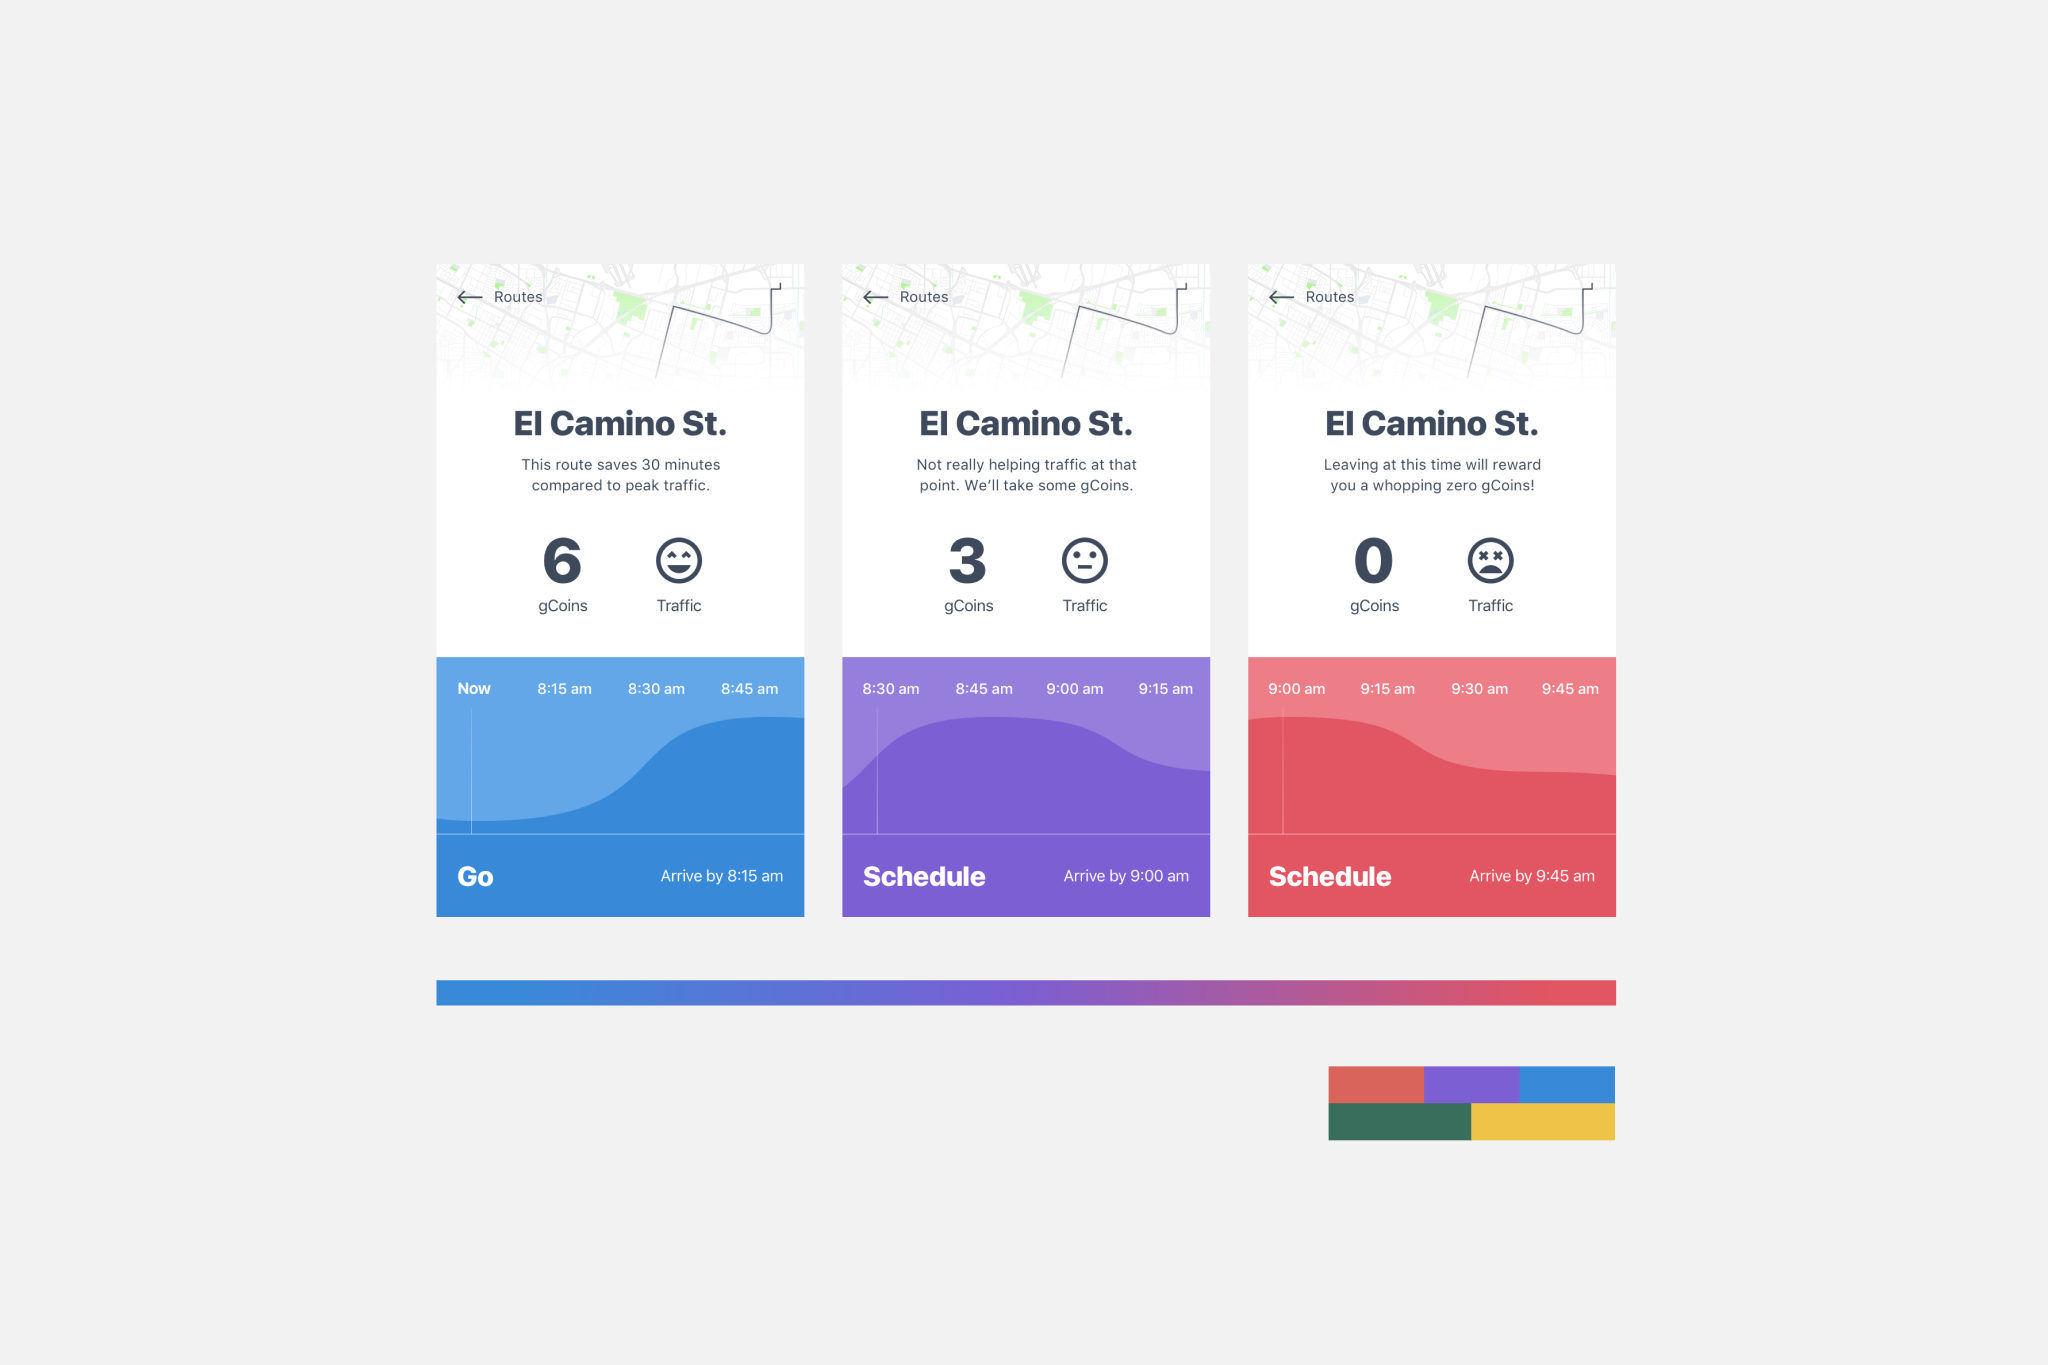 Routes
El Camino St.
This route saves 30 minutes
compared to peak traffic.
6
gCoins
Traffic
Now 8:15 am 8:30 am 8:45 am
Go
Arrive by 8:15 am
Routes
El Camino St.
Not really helping traffic at that
point. We’ll take some gCoins.
3
gCoins
Traffic
8:30 am 8:45 am 9:00 am 9:15 am
Schedule
Arrive by 9:00 am
Routes
El Camino St.
Leaving at this time will reward
you a whopping zero gCoins!
0
gCoins
Traffic
9:00 am 9:15 am 9:30 am 9:45 am
Schedule
Arrive by 9:45 am